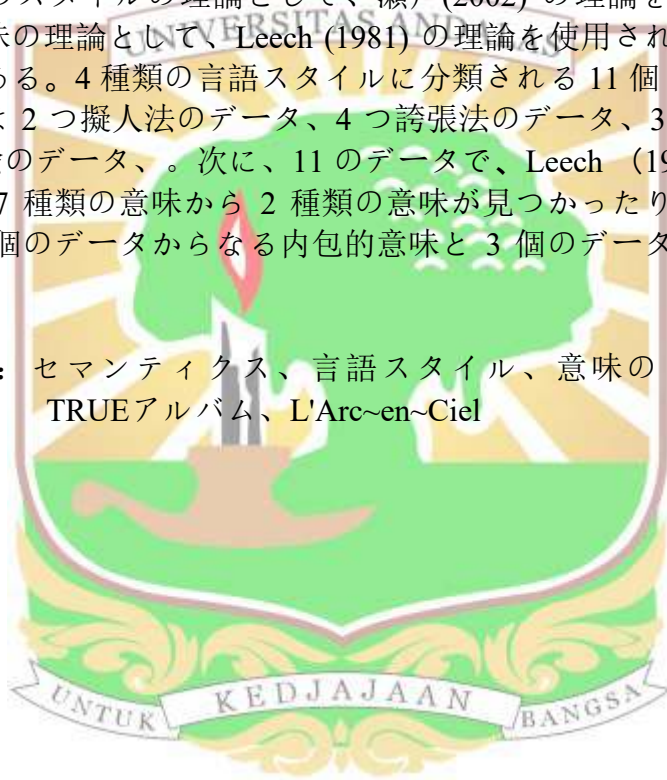 のスタイルの理論として、瀬戸(2002) の理論を
味の理論として、Leech (1981) の理論を使用され
ある。4 種類の言語スタイルに分類される 11 個
は 2 つ擬人法のデータ、4 つ誇張法のデータ、3
のデータ、。次に、11 のデータで、Leech (19
7 種類の意味から 2 種類の意味が見つかったり
個のデータからなる内包的意味と 3 個のデータ
: セマンティクス、言語スタイル、意味の
TRUEアルバム、L'Arc~en~Ciel
UNIVERSITAS ANDALAS
UNTUK KEDJAJAAN BANGSA